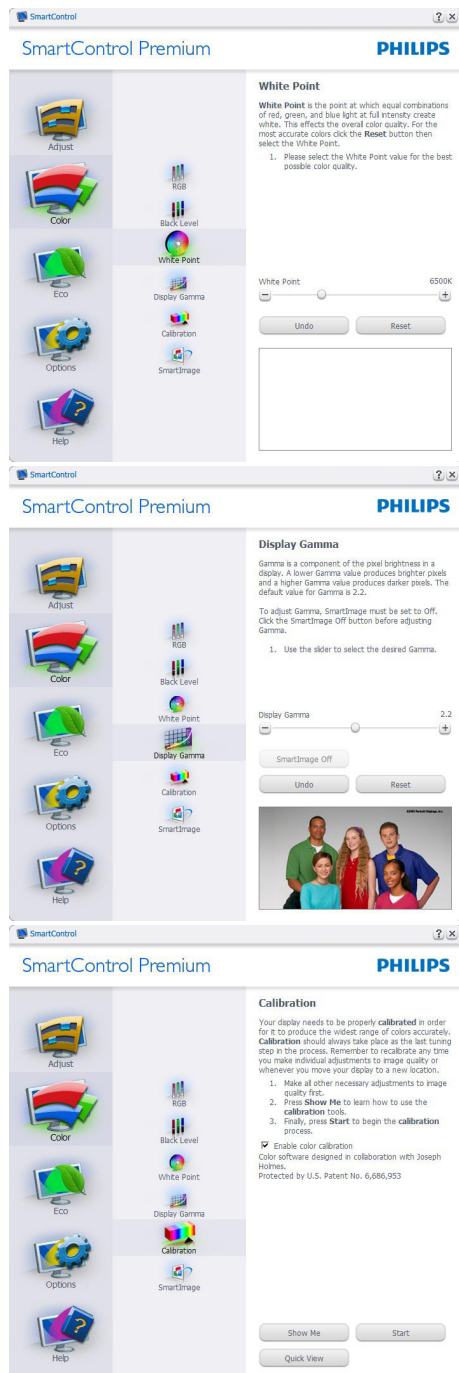 SmartControl
SmartControl Premium
PHILIPS
Adjust
Color
Eco
Options
Help
RGB
Black Level
White Point
Display Gamma
Calibration
SmartImage
White Point
White Point is the point at which equal combinations
of red, green, and blue light at full intensty create
white. This effects the overall color quality. For the
most accurate colors click the Reset button then
select the White Point.
1. Please select the White Point value for the best
possible color quality.
White Point 6500K
Undo Reset
SmartControl
SmartControl Premium
PHILIPS
Adjust
Color
Eco
Options
Help
RGB
Black Level
White Point
Display Gamma
Calibration
SmartImage
Display Gamma
Gamma is a component of the pixel brightness in a
display. A lower Gamma value produces brighter pixels
and a higher Gamma value produces darker pixels. The
default value for Gamma is 2.2.
To adjust Gamma, SmartImage must be set to Off.
Click the SmartImage Off button before adjusting
Gamma.
1. Use the slider to select the desired Gamma.
Display Gamma 2.2
SmartImage Off
Undo Reset
SmartControl
SmartControl Premium
PHILIPS
Adjust
Color
Eco
Options
Help
RGB
Black Level
White Point
Display Gamma
Calibration
SmartImage
Calibration
Your display needs to be properly calibrated in order
for it to produce the widest range of colors accurately.
Calibration should always take place as the last tuning
step in the process. Remember to recalibrate any time
you make individual adjustments to image quality or
whenever you move your display to a new location.
1. Make all other necessary adjustments to image
quality first.
2. Press Show Me to learn how to use the
calibration tools.
3. Finally, press Start to begin the calibration
process.
Enable color calibration
Color software designed in collaboration with Joseph
Holmes.
Protected by U.S. Patent No. 6,686,953
Show Me Start
Quick View